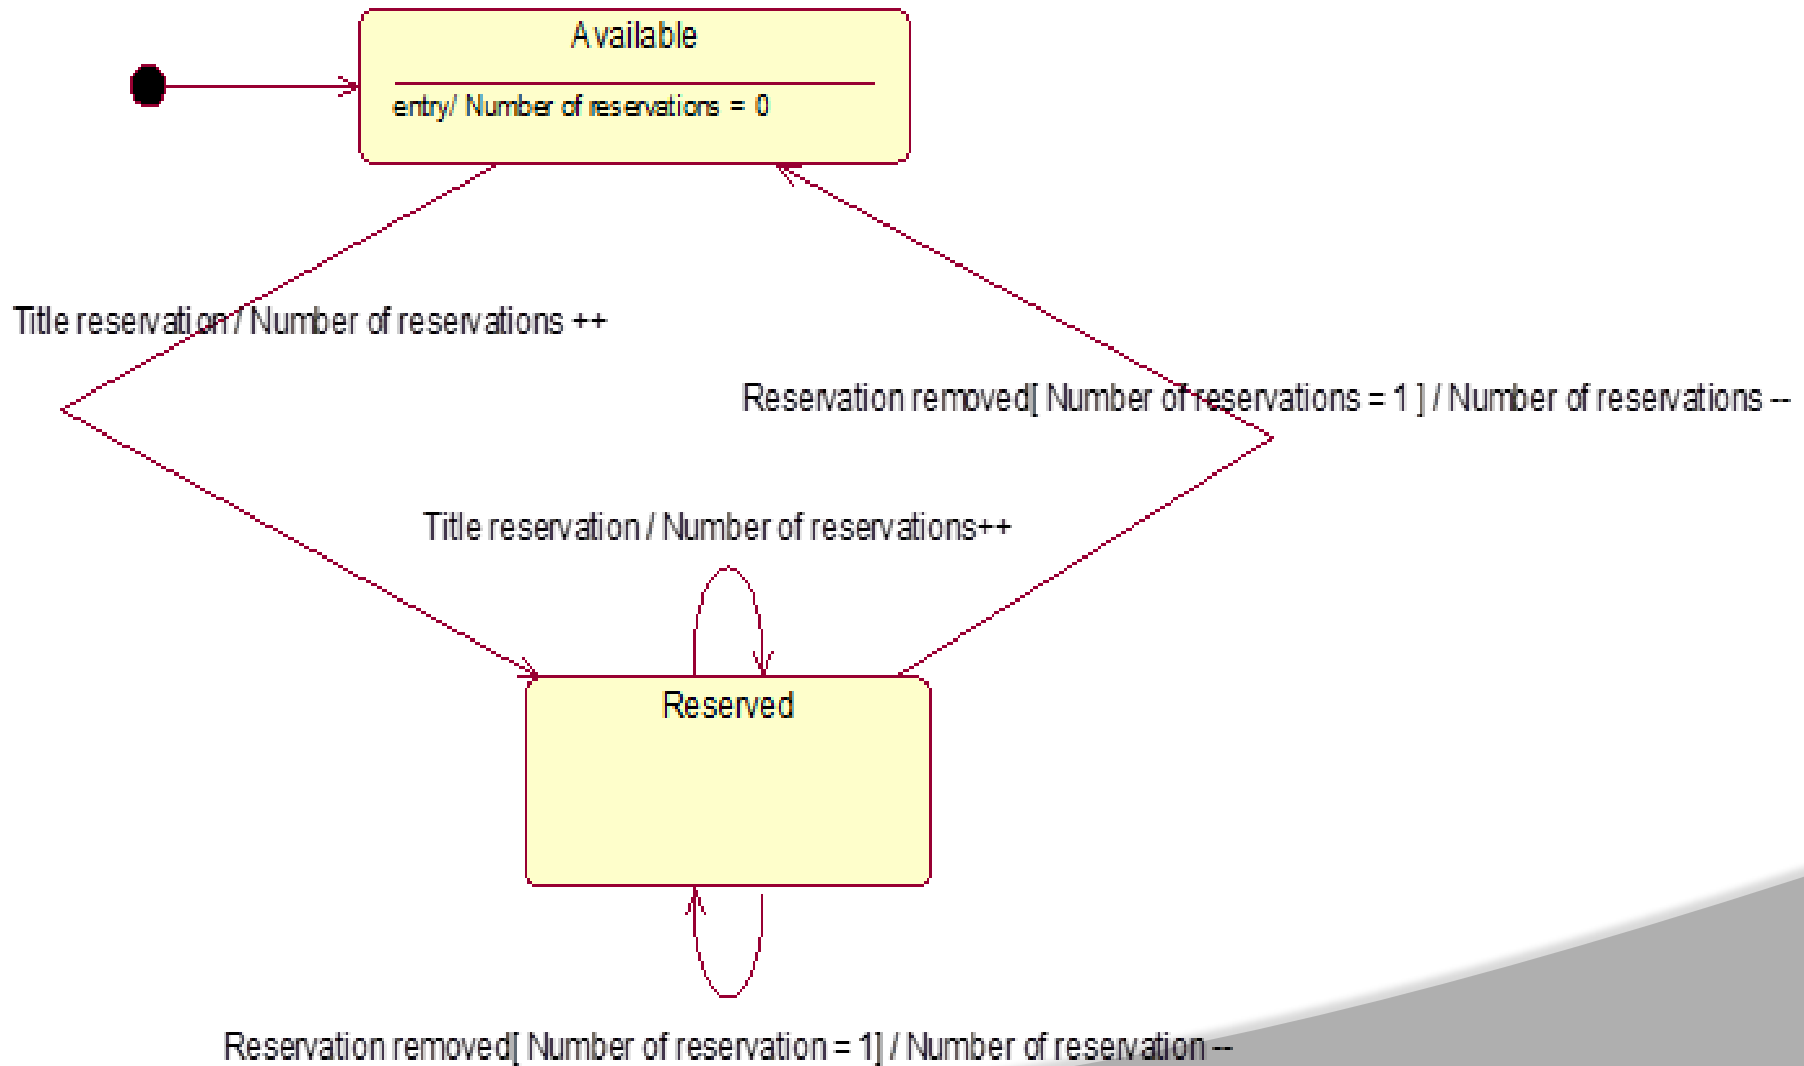 Available
entry/ Number of reservations = 0
Title reservation / Number of reservations ++
Reservation removed[ Number of reservations = 1 ] / Number of reservations --
Title reservation / Number of reservations++
Reserved
Reservation removed[ Number of reservation = 1] / Number of reservation --